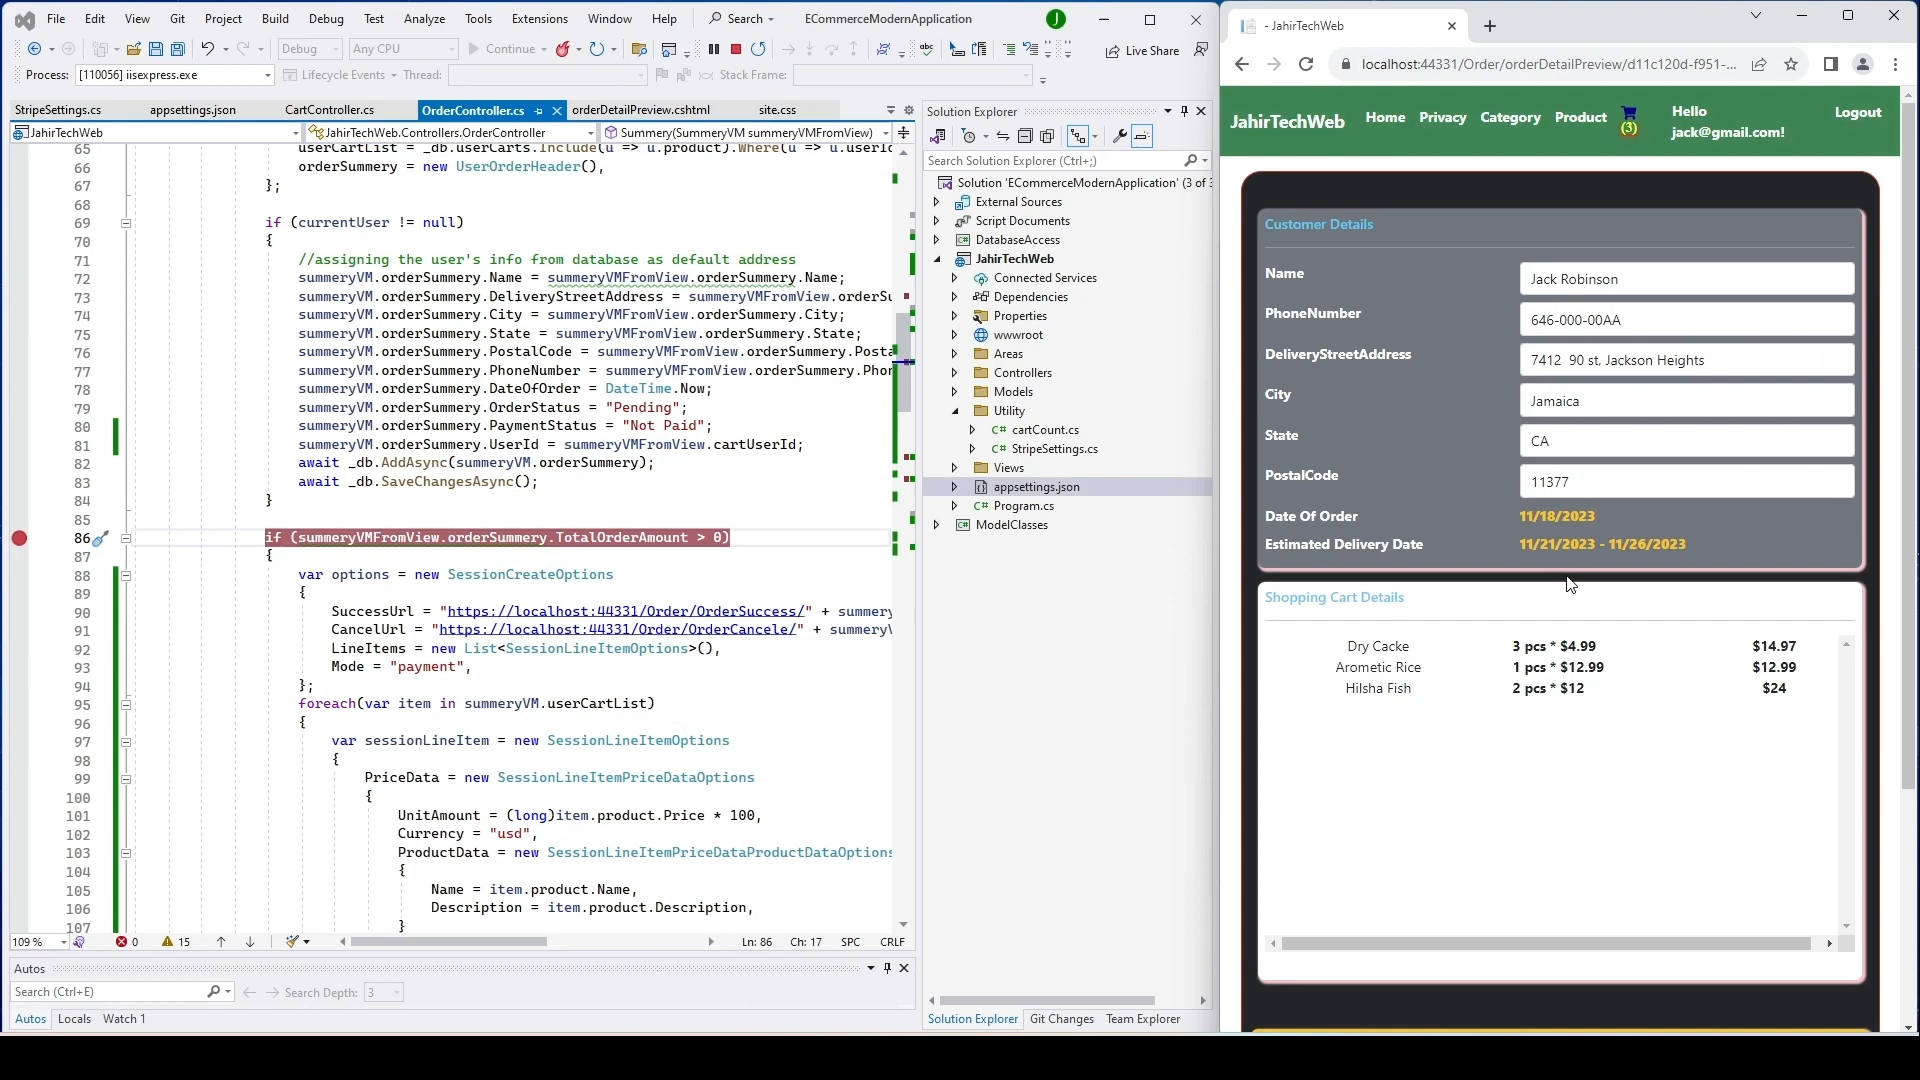 File Edit View Git Project Build Debug Test Analyze Tools Extensions Window Help Search ECommerceModernApplication J
Debug Any CPU Continue Live Share
Process: [110056] iisexpress.exe Lifecycle Events Thread: Stack Frame:
StripeSettings.cs appsettings.json CartController.cs OrderController.cs orderDetailPreview.cshtml site.css
JahirTechWeb JahirTechWeb.Controllers.OrderController Summery(SummeryVM summeryVMFromView)
65 userCartList = _db.userCarts.Include(u => u.product).Where(u => u.userId
66 orderSummery = new UserOrderHeader(),
67 };
68
69 if (currentUser != null)
70 {
71 //assigning the user's info from database as default address
72 summeryVM.orderSummery.Name = summeryVMFromView.orderSummery.Name;
73 summeryVM.orderSummery.DeliveryStreetAddress = summeryVMFromView.orderSu
74 summeryVM.orderSummery.City = summeryVMFromView.orderSummery.City;
75 summeryVM.orderSummery.State = summeryVMFromView.orderSummery.State;
76 summeryVM.orderSummery.PostalCode = summeryVMFromView.orderSummery.Posta
77 summeryVM.orderSummery.PhoneNumber = summeryVMFromView.orderSummery.Phon
78 summeryVM.orderSummery.DateOfOrder = DateTime.Now;
79 summeryVM.orderSummery.OrderStatus = "Pending";
80 summeryVM.orderSummery.PaymentStatus = "Not Paid";
81 summeryVM.orderSummery.UserId = summeryVMFromView.cartUserId;
82 await _db.AddAsync(summeryVM.orderSummery);
83 await _db.SaveChangesAsync();
84 }
85
86 if (summeryVMFromView.orderSummery.TotalOrderAmount > 0)
87 {
88 var options = new SessionCreateOptions
89 {
90 SuccessUrl = "https://localhost:44331/Order/OrderSuccess/" + summery
91 CancelUrl = "https://localhost:44331/Order/OrderCancele/" + summeryV
92 LineItems = new List<SessionLineItemOptions>(),
93 Mode = "payment",
94 };
95 foreach(var item in summeryVM.userCartList)
96 {
97 var sessionLineItem = new SessionLineItemOptions
98 {
99 PriceData = new SessionLineItemPriceDataOptions
100 {
101 UnitAmount = (long)item.product.Price * 100,
102 Currency = "usd",
103 ProductData = new SessionLineItemPriceDataProductDataOptions
104 {
105 Name = item.product.Name,
106 Description = item.product.Description,
107 }
109 % 0 15 Ln: 86 Ch: 17 SPC CRLF
Autos
Search (Ctrl+E) Search Depth: 3
Autos Locals Watch 1
Solution Explorer
Search Solution Explorer (Ctrl+;)
Solution 'ECommerceModernApplication' (3 of 3
External Sources
Script Documents
DatabaseAccess
JahirTechWeb
Connected Services
Dependencies
Properties
wwwroot
Areas
Controllers
Models
Utility
C# cartCount.cs
C# StripeSettings.cs
Views
appsettings.json
C# Program.cs
ModelClasses
Solution Explorer Git Changes Team Explorer
- JahirTechWeb
localhost:44331/Order/orderDetailPreview/d11c120d-f951-...
JahirTechWeb Home Privacy Category Product (3) Hello jack@gmail.com! Logout
Customer Details
Name Jack Robinson
PhoneNumber 646-000-00AA
DeliveryStreetAddress 7412 90 st, Jackson Heights
City Jamaica
State CA
PostalCode 11377
Date Of Order 11/18/2023
Estimated Delivery Date 11/21/2023 - 11/26/2023
Shopping Cart Details
Dry Cacke 3 pcs * $4.99 $14.97
Arometic Rice 1 pcs * $12.99 $12.99
Hilsha Fish 2 pcs * $12 $24